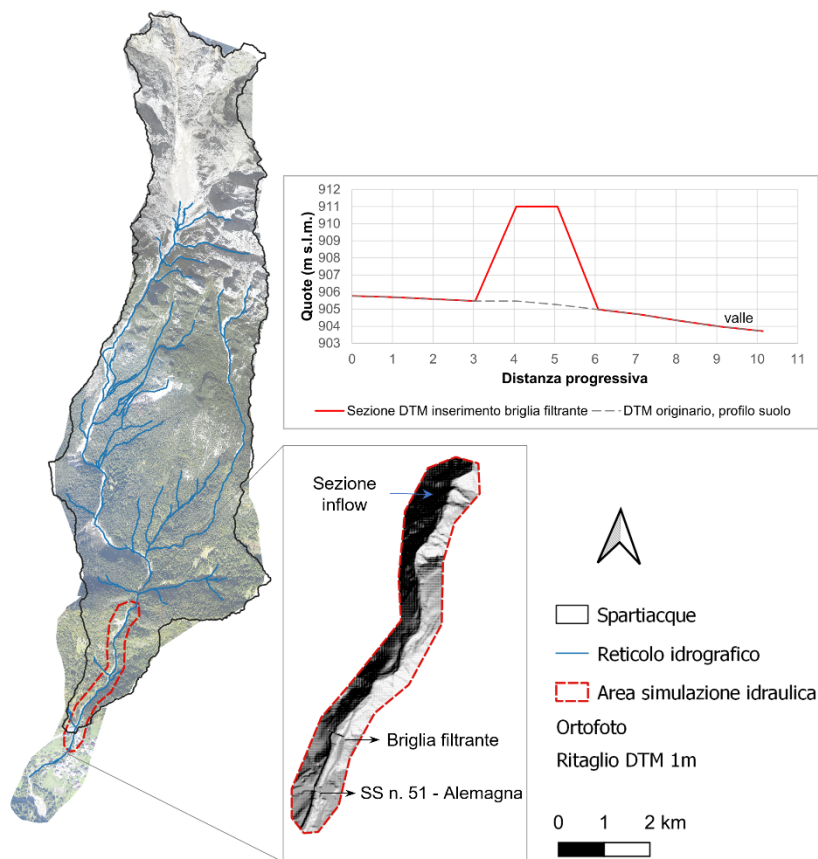 912
911
910
909
908
907
906
905
904
903
Quote (m s.l.m.)
valle
0 1 2 3 4 5 6 7 8 9 10 11
Distanza progressiva
Sezione DTM inserimento briglia filtrante
DTM originario, profilo suolo
Sezione
inflow
Briglia filtrante
SS n. 51 - Alemagna
Spartiacque
Reticolo idrografico
Area simulazione idraulica
Ortofoto
Ritaglio DTM 1m
0 1 2 km